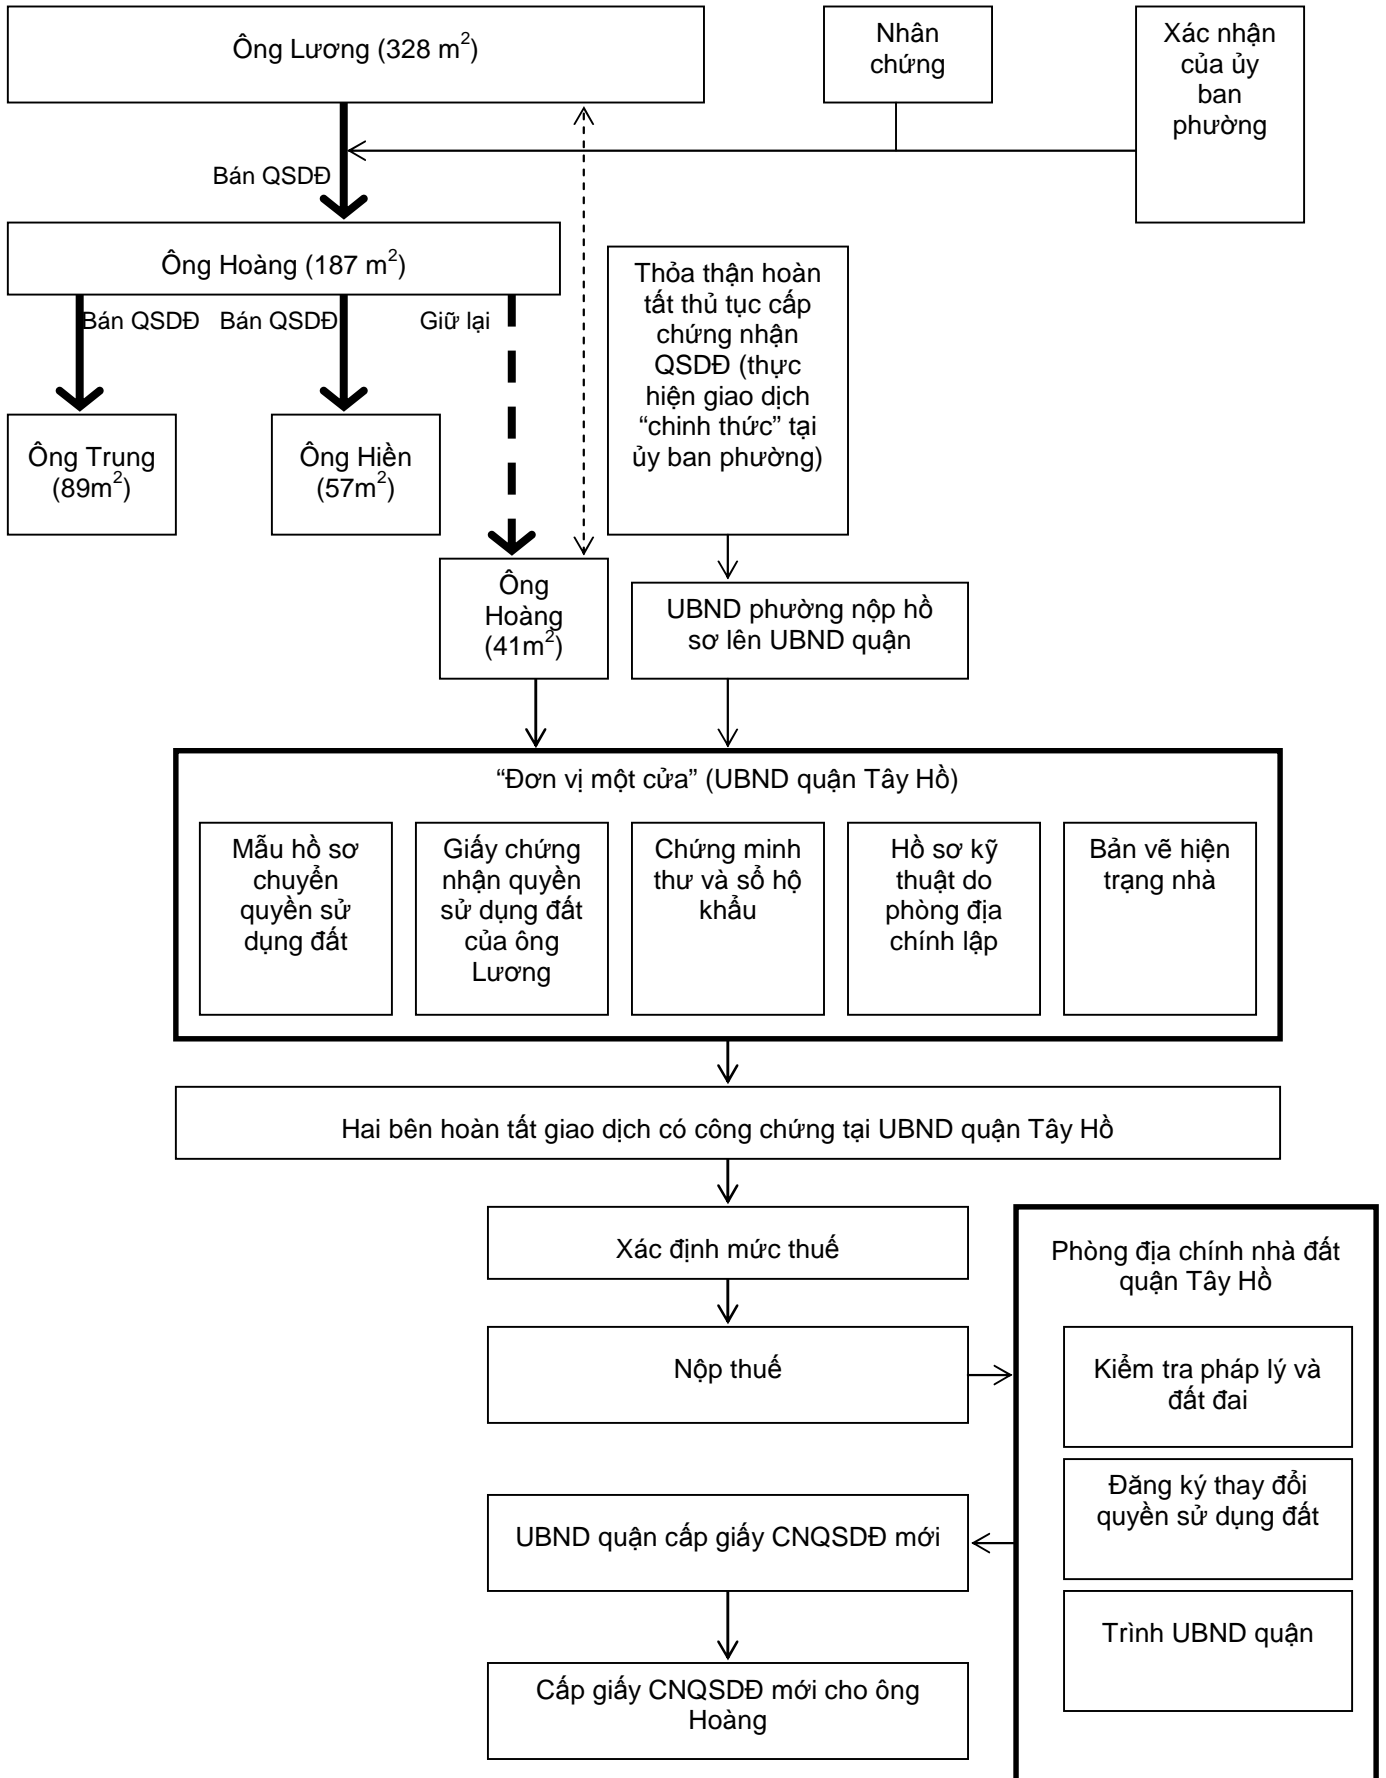 Ông Lương (328 m²)
Nhân
chứng
Xác nhận
của ủy
ban
phường
Bán QSDĐ
Ông Hoàng (187 m²)
Bán QSDĐ
Bán QSDĐ
Giữ lại
Thỏa thận hoàn
tất thủ tục cấp
chứng nhận
QSDĐ (thực
hiện giao dịch
“chinh thức” tại
ủy ban phường)
Ông Trung
(89m²)
Ông Hiền
(57m²)
Ông
Hoàng
(41m²)
UBND phường nộp hồ
sơ lên UBND quận
“Đơn vị một cửa” (UBND quận Tây Hồ)
Mẫu hồ sơ
chuyển
quyền sử
dụng đất
Giấy chứng
nhận quyền
sử dụng đất
của ông
Lương
Chứng minh
thư và sổ hộ
khẩu
Hồ sơ kỹ
thuật do
phòng địa
chính lập
Bản vẽ hiện
trạng nhà
Hai bên hoàn tất giao dịch có công chứng tại UBND quận Tây Hồ
Xác định mức thuế
Nộp thuế
Phòng địa chính nhà đất
quận Tây Hồ
Kiểm tra pháp lý và
đất đai
Đăng ký thay đổi
quyền sử dụng đất
Trình UBND quận
UBND quận cấp giấy CNQSDĐ mới
Cấp giấy CNQSDĐ mới cho ông
Hoàng